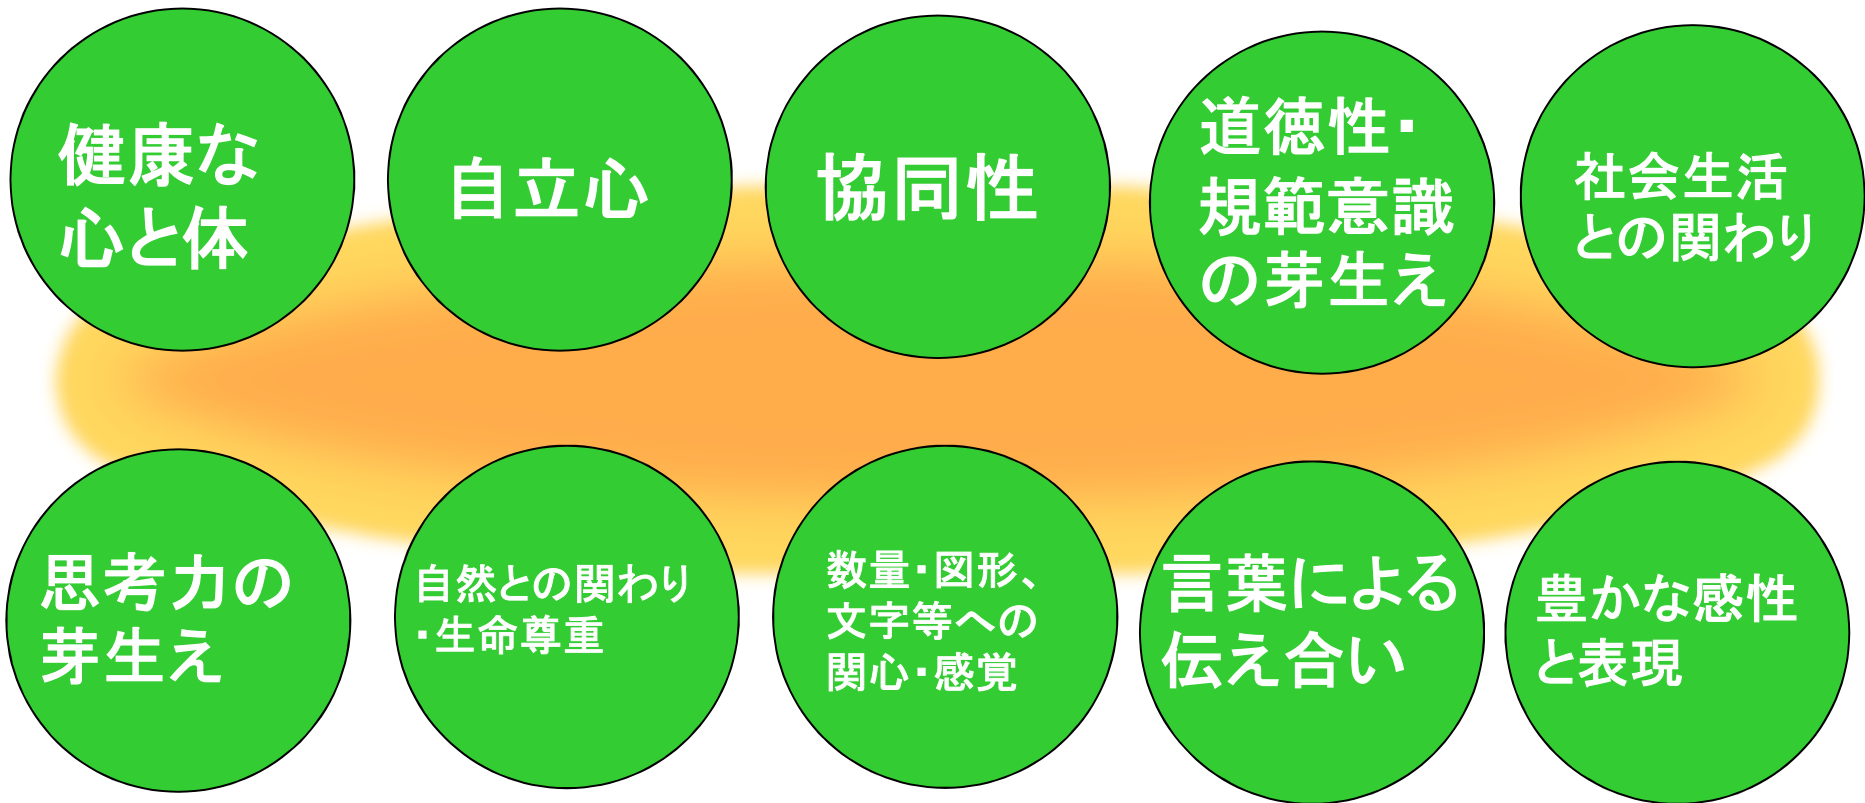 健康な
心と体
自立心
協同性
道徳性・
規範意識
の芽生え
社会生活
との関わり
思考力の
芽生え
自然との関わり
・生命尊重
数量・図形、
文字等への
関心・感覚
言葉による
伝え合い
豊かな感性
と表現